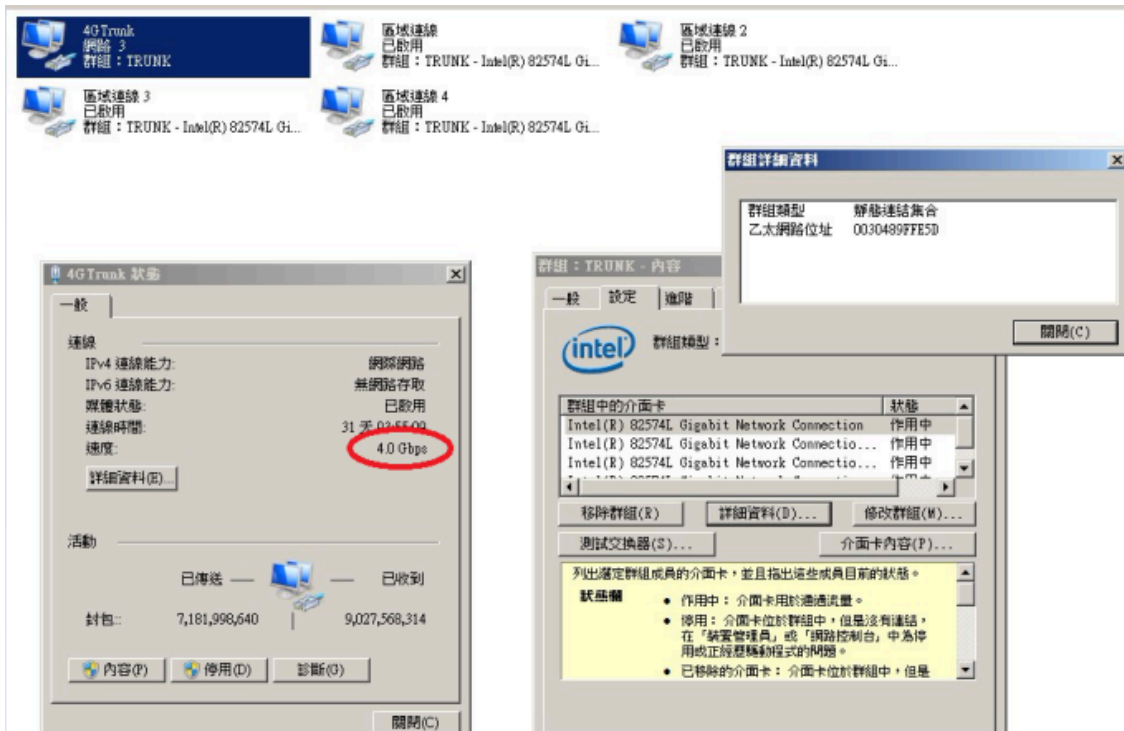 4GTrunk
網路 3
群組：TRUNK
區域連線
已啟用
群組：TRUNK - Intel(R) 82574L Gi...
區域連線 2
已啟用
群組：TRUNK - Intel(R) 82574L Gi...
區域連線 3
已啟用
群組：TRUNK - Intel(R) 82574L Gi...
區域連線 4
已啟用
群組：TRUNK - Intel(R) 82574L Gi...
群組詳細資料
群組類型 靜態連結集合
乙太網路位址 0030489FFE5D
關閉(C)
4GTrunk 狀態
一般
連線
IPv4 連線能力: 網際網路
IPv6 連線能力: 無網路存取
媒體狀態: 已啟用
連線時間: 31 天 03:55:09
速度: 4.0 Gbps
詳細資料(E)...
活動
已傳送 — — 已收到
封包: 7,181,998,640 9,027,568,314
內容(P) 停用(D) 診斷(G)
關閉(C)
群組：TRUNK - 內容
一般 設定 進階
intel 群組類型：
群組中的介面卡 狀態
Intel(R) 82574L Gigabit Network Connection 作用中
Intel(R) 82574L Gigabit Network Connectio... 作用中
Intel(R) 82574L Gigabit Network Connectio... 作用中
移除群組(R) 詳細資料(D)... 修改群組(M)...
測試交換器(S)... 介面卡內容(P)...
列出選定群組成員的介面卡，並且指出這些成員目前的狀態。
狀態欄 • 作用中： 介面卡用於通過流量。
• 停用： 介面卡位於群組中，但是沒有連結，
在「裝置管理員」或「網路控制台」中為停
用或正經歷驅動程式的問題。
• 已移除的介面卡： 介面卡位於群組中，但是